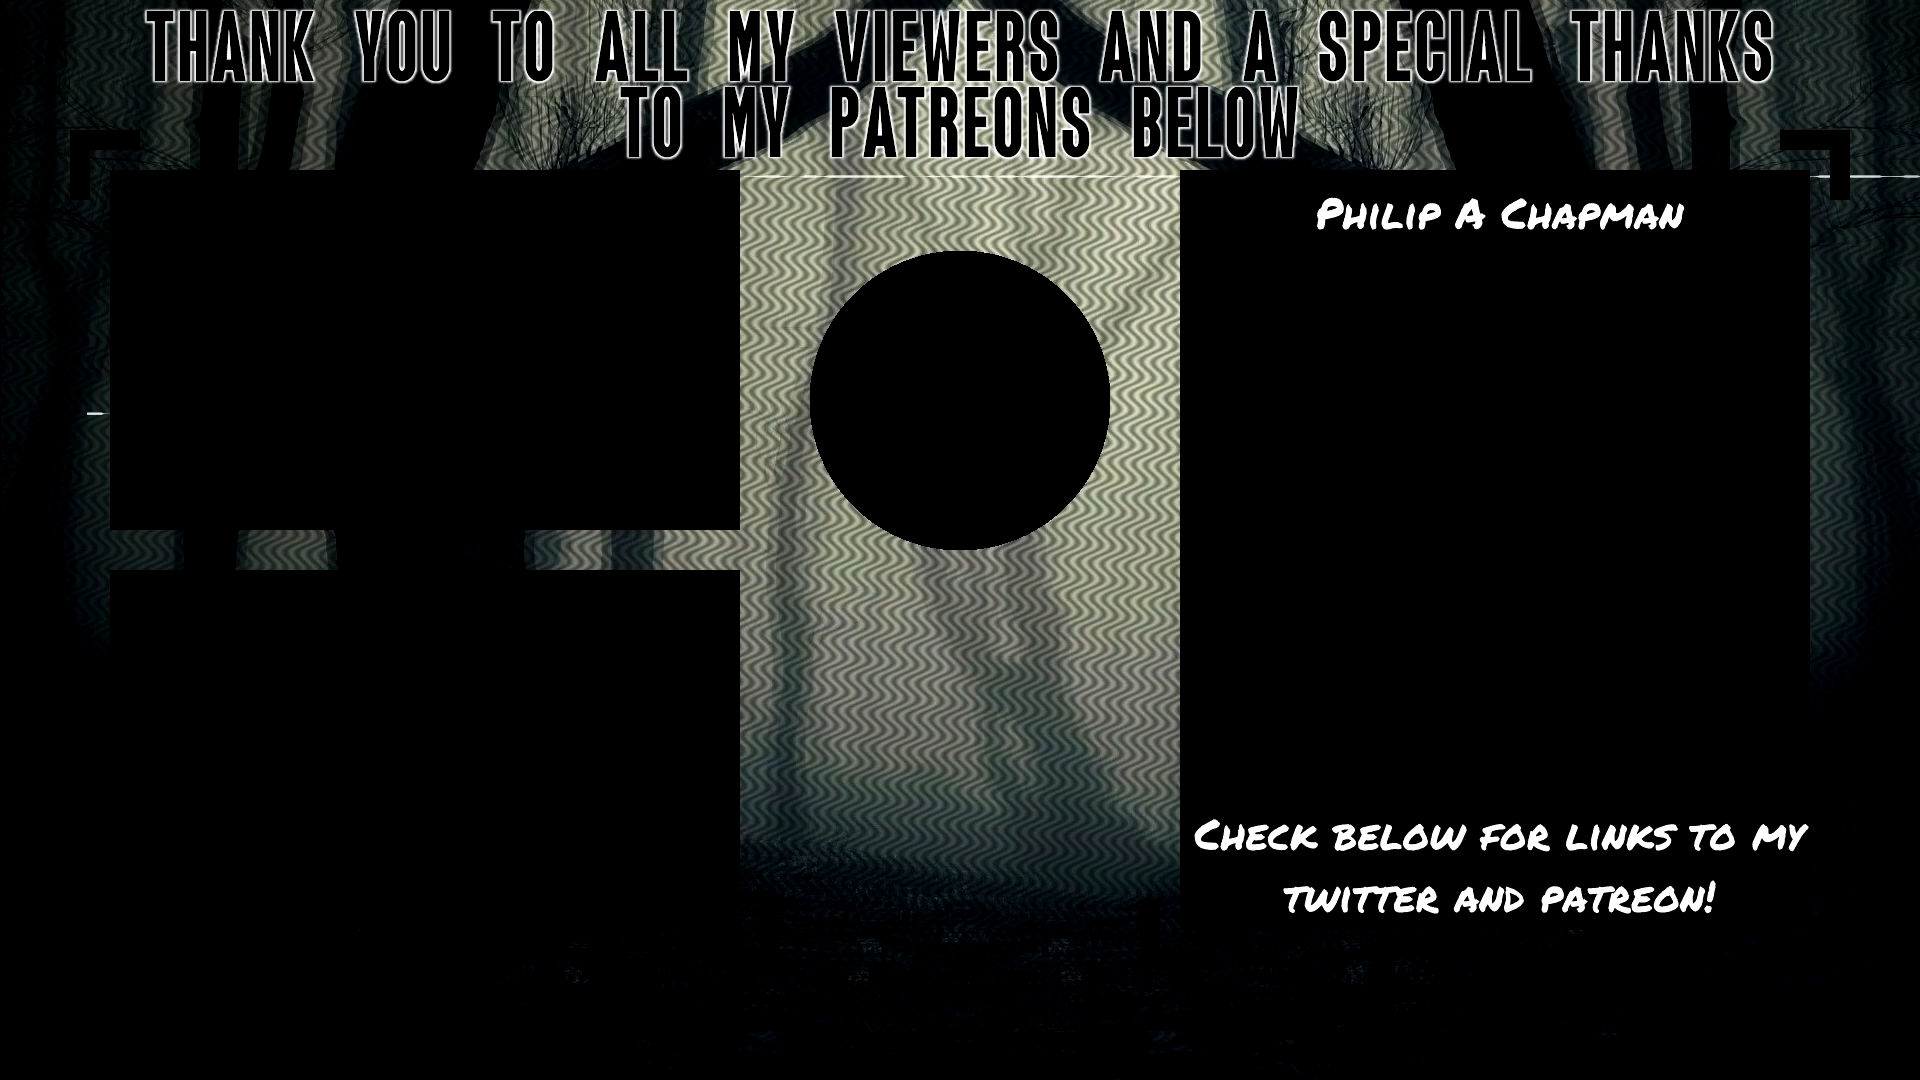 THANK YOU TO ALL MY VIEWERS AND A SPECIAL THANKS
TO MY PATREONS BELOW
Philip A Chapman
Check below for links to my
twitter and patreon!